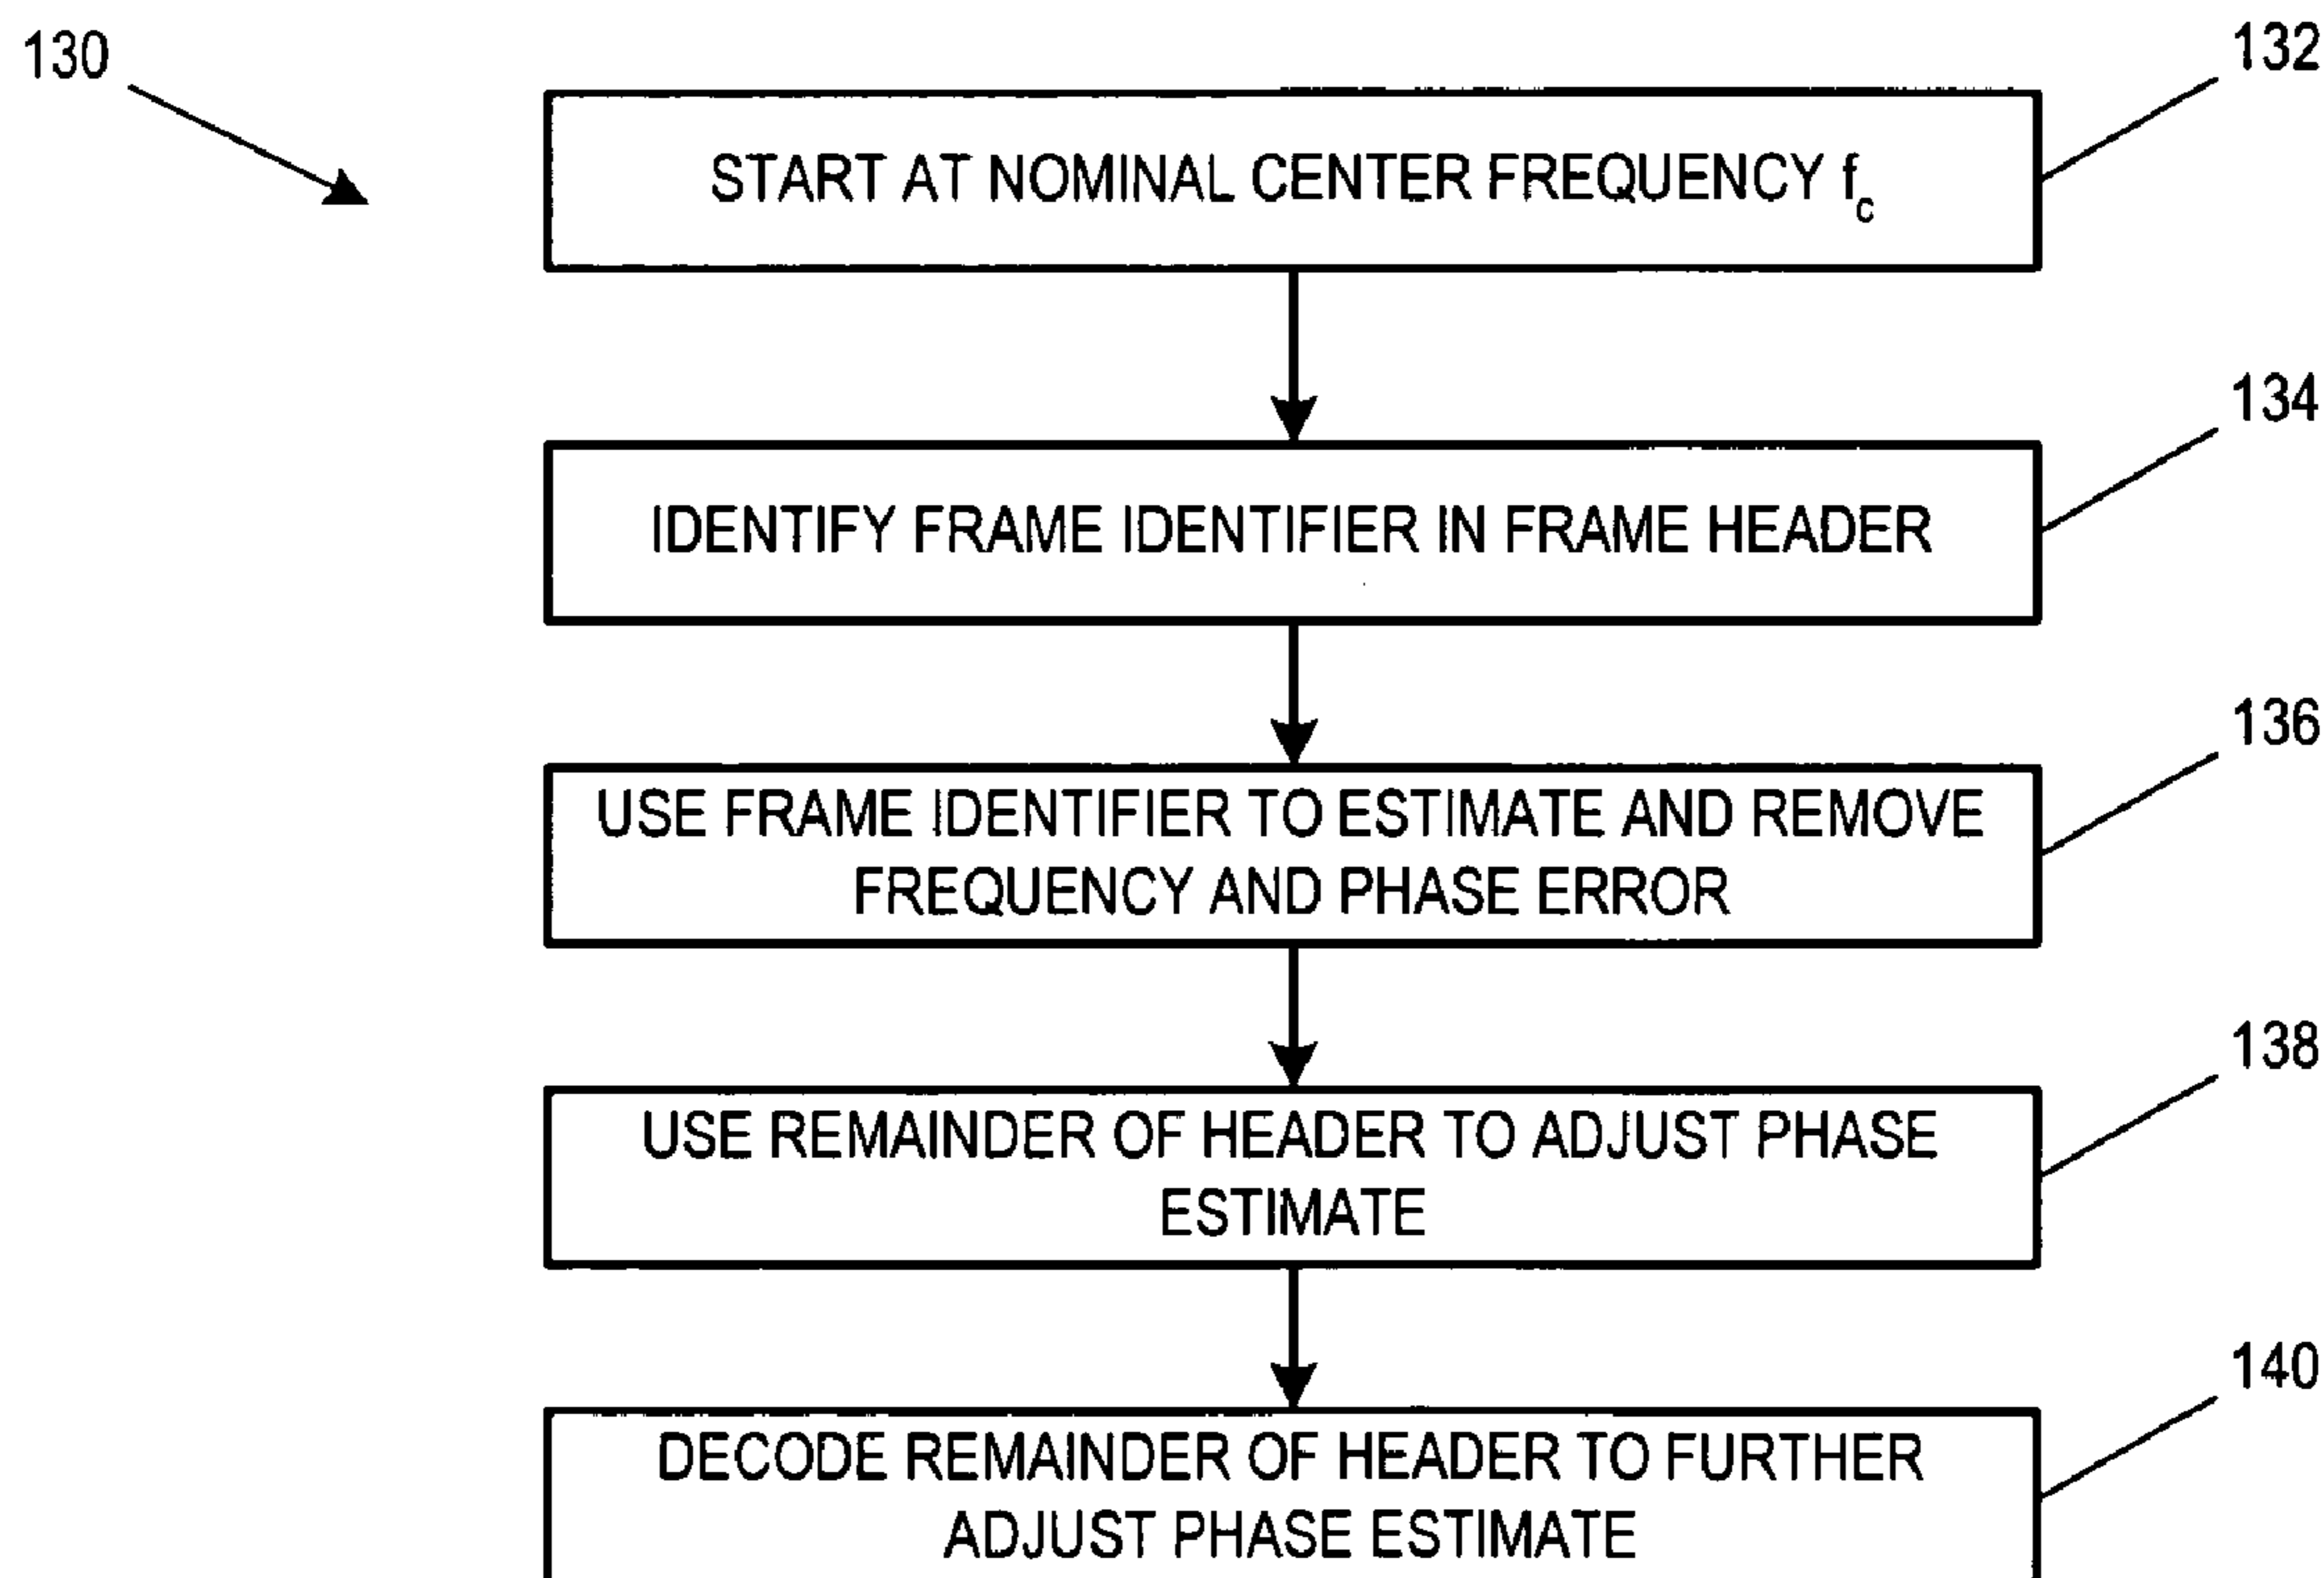 130
132
START AT NOMINAL CENTER FREQUENCY fc
134
IDENTIFY FRAME IDENTIFIER IN FRAME HEADER
136
USE FRAME IDENTIFIER TO ESTIMATE AND REMOVE
FREQUENCY AND PHASE ERROR
138
USE REMAINDER OF HEADER TO ADJUST PHASE
ESTIMATE
140
DECODE REMAINDER OF HEADER TO FURTHER
ADJUST PHASE ESTIMATE